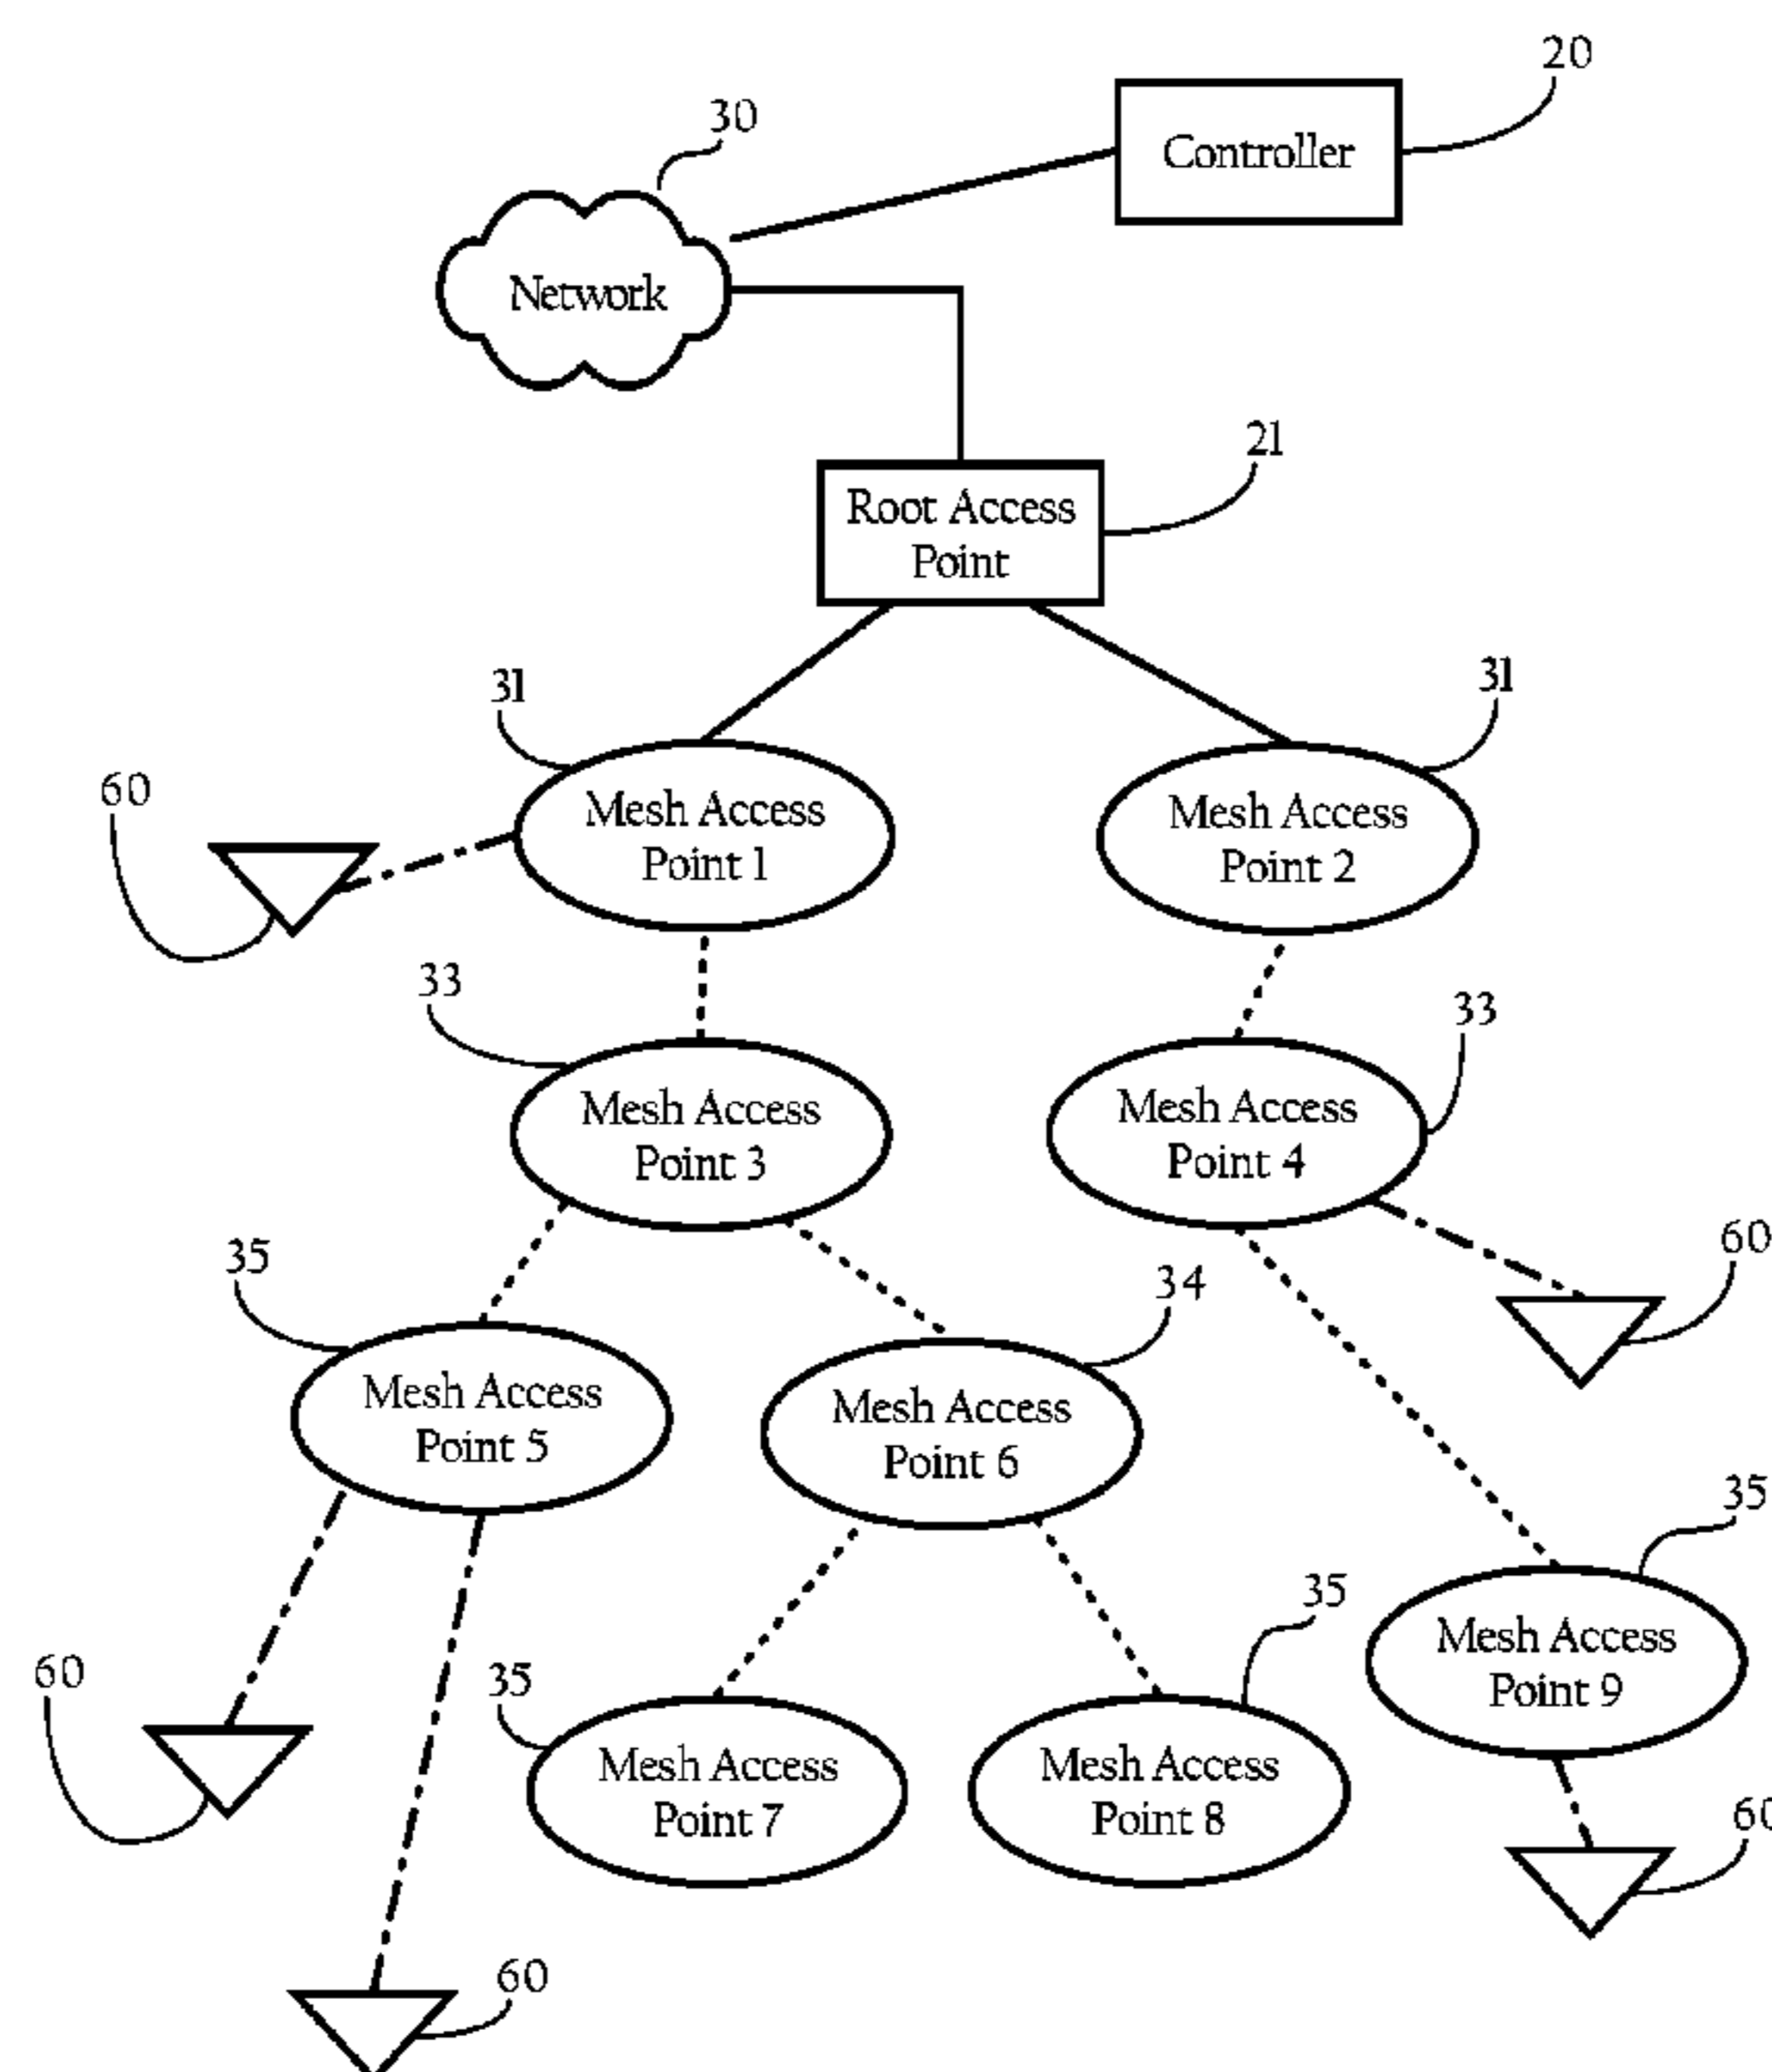 20
30
Controller
Network
21
Root Access
Point
31
31
60
Mesh Access
Point 1
Mesh Access
Point 2
33
33
Mesh Access
Point 3
Mesh Access
Point 4
60
35
34
Mesh Access
Point 5
Mesh Access
Point 6
35
35
Mesh Access
Point 9
60
35
Mesh Access
Point 7
Mesh Access
Point 8
60
60